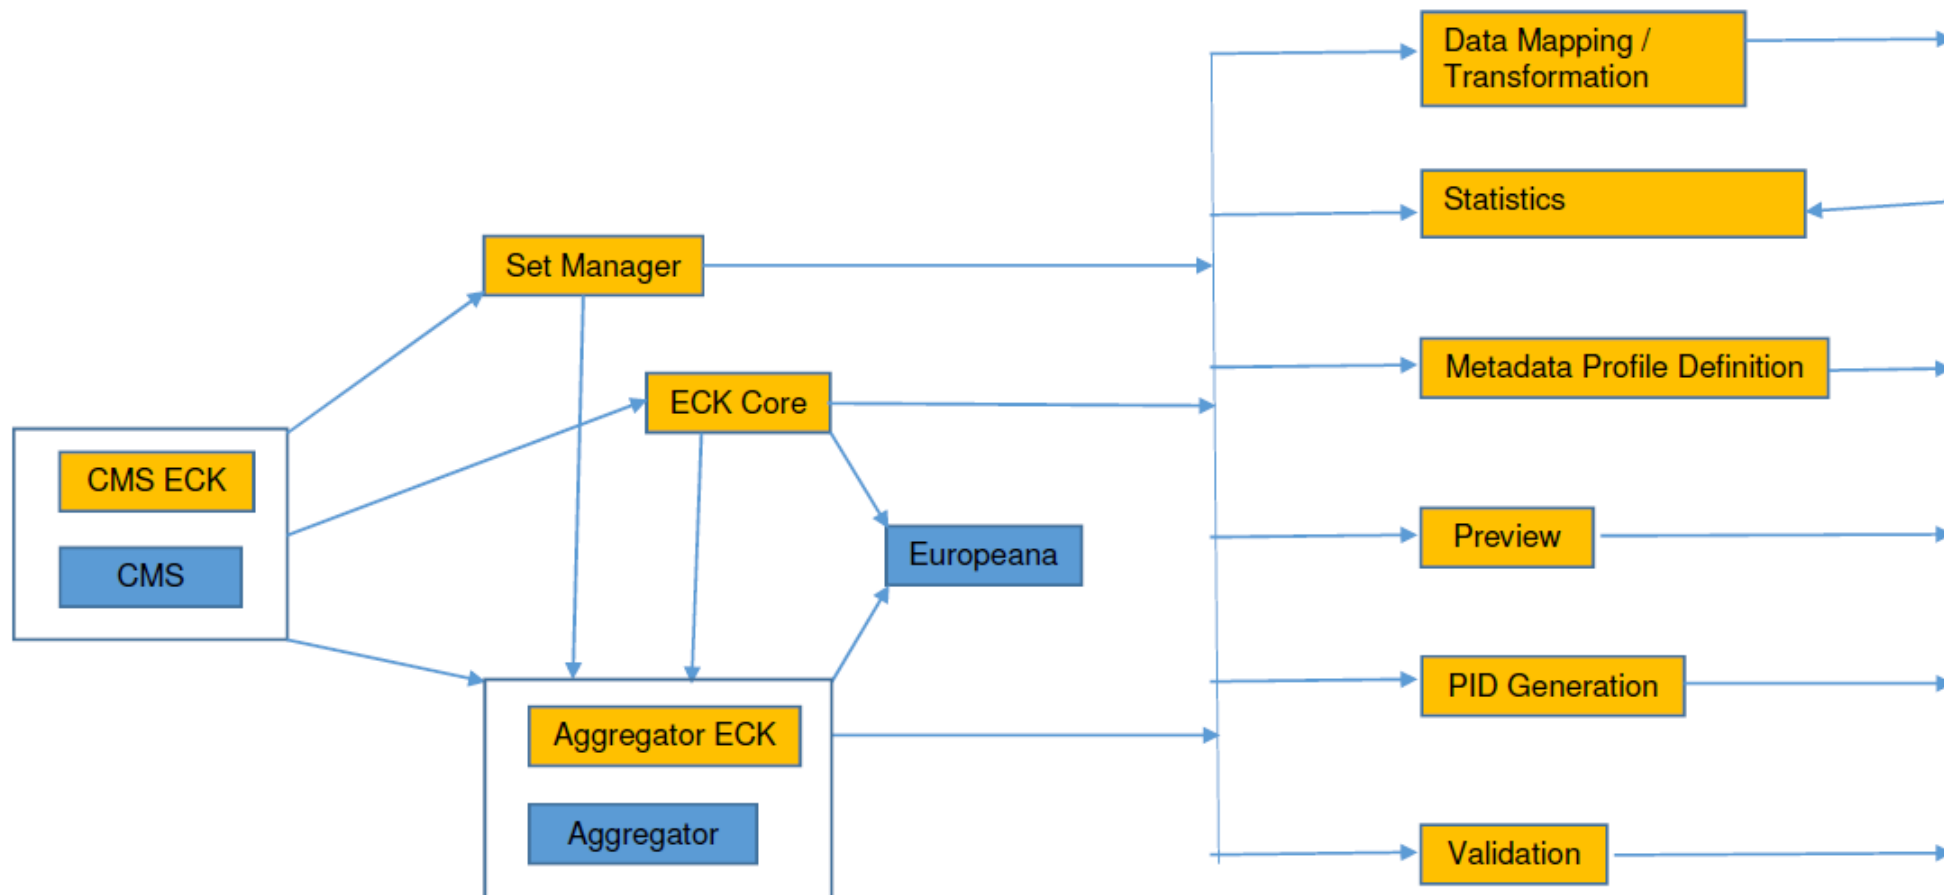 Data Mapping /
Transformation
Statistics
Set Manager
Metadata Profile Definition
ECK Core
CMS ECK
CMS
Europeana
Preview
PID Generation
Aggregator ECK
Aggregator
Validation